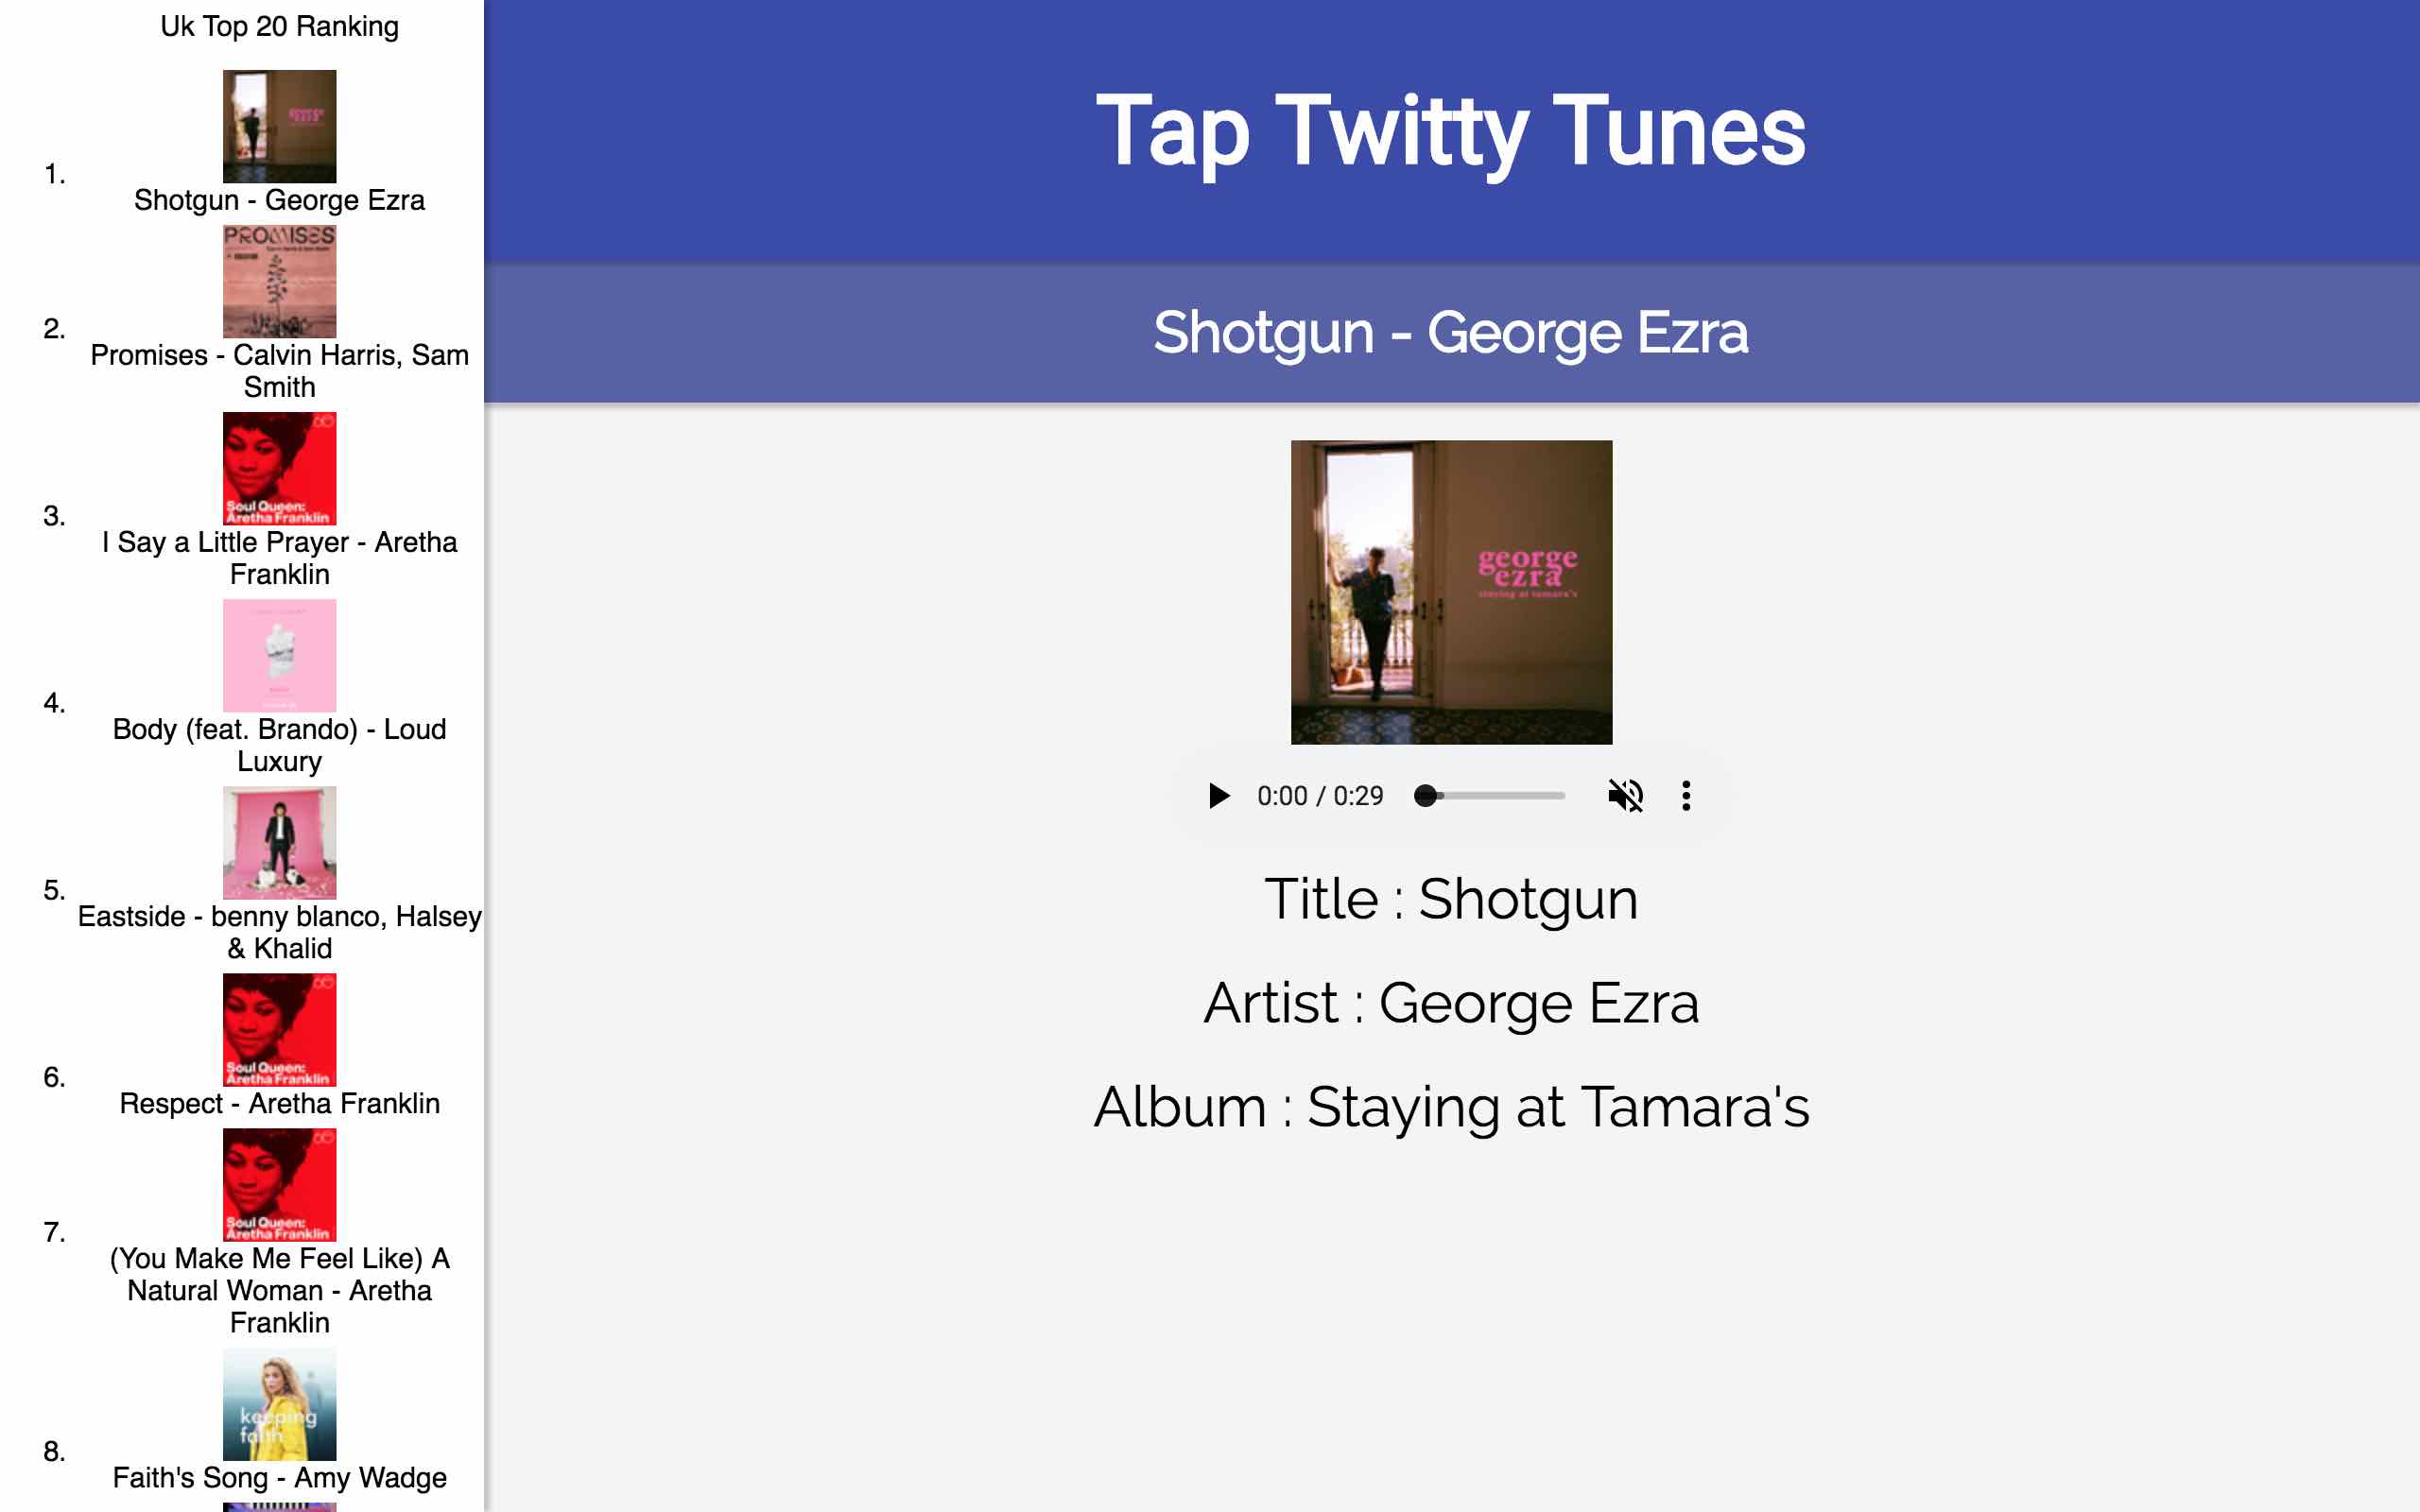 Uk Top 20 Ranking
george
ezra
1.
Shotgun - George Ezra
PROMISES
2.
Promises - Calvin Harris, Sam
Smith
Soul Queen:
Aretha Franklin
3.
I Say a Little Prayer - Aretha
Franklin
4.
Body (feat. Brando) - Loud
Luxury
5.
Eastside - benny blanco, Halsey
& Khalid
Soul Queen:
Aretha Franklin
6.
Respect - Aretha Franklin
Soul Queen:
Aretha Franklin
7.
(You Make Me Feel Like) A
Natural Woman - Aretha
Franklin
keeping
faith
8.
Faith's Song - Amy Wadge
Tap Twitty Tunes
Shotgun - George Ezra
george
ezra
staying at tamara's
0:00 / 0:29
Title : Shotgun
Artist : George Ezra
Album : Staying at Tamara's